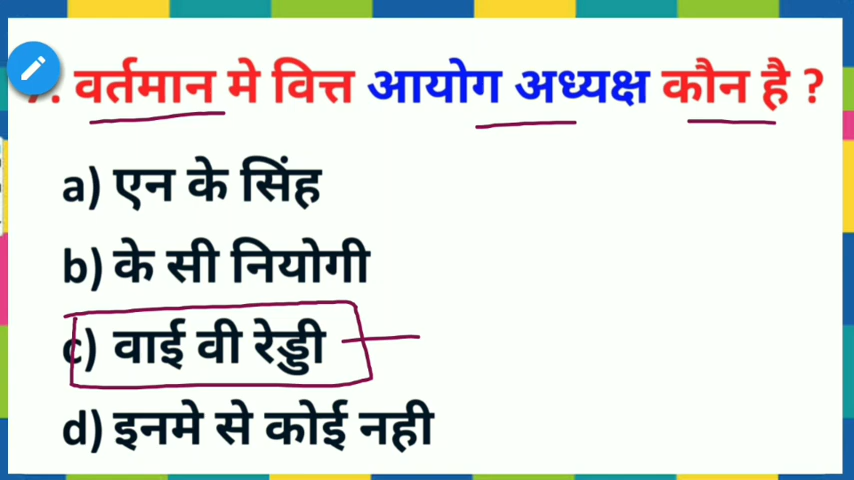 वर्तमान मे वित्त आयोग अध्यक्ष कौन है ?
a) एन के सिंह
b) के सी नियोगी
c) वाई वी रेड्डी
d) इनमे से कोई नही